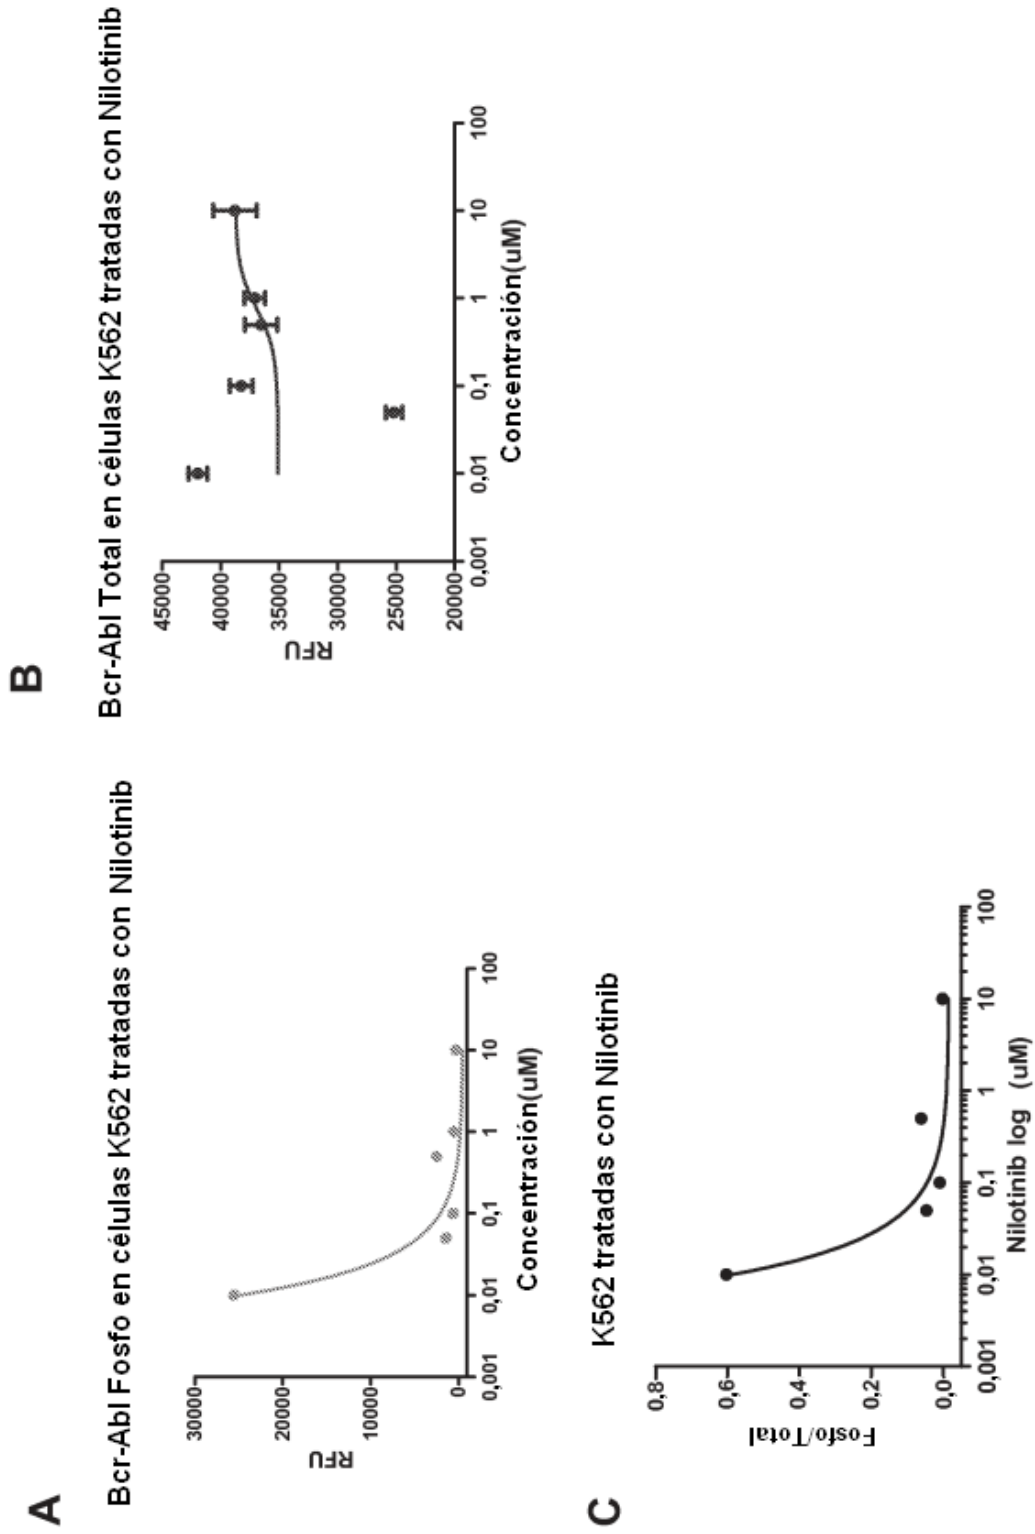 A
Bcr-Abl Fosfo en células K562 tratadas con Nilotinib
30000
20000
10000
0
RFU
0,001
0,01
0,1
1
10
100
Concentración(uM)
B
Bcr-Abl Total en células K562 tratadas con Nilotinib
45000
40000
35000
30000
25000
20000
RFU
0,001
0,01
0,1
1
10
100
Concentración(uM)
C
K562 tratadas con Nilotinib
0,8
0,6
0,4
0,2
0,0
Fosfo/Total
0,001
0,01
0,1
1
10
100
Nilotinib log (uM)